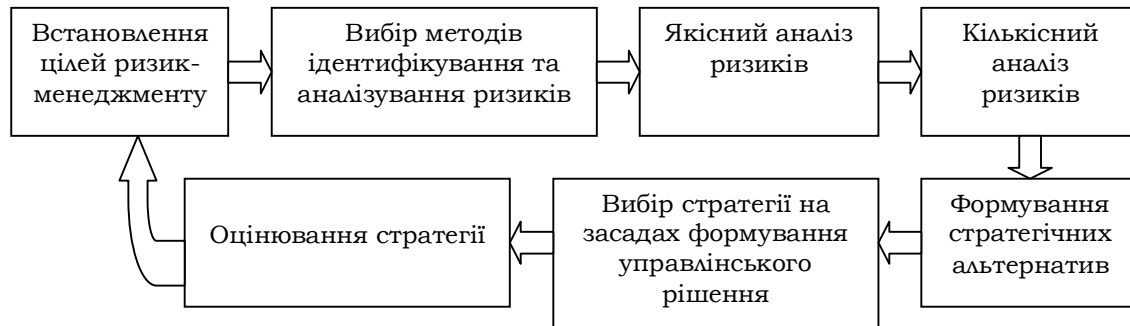 Встановлення
цілей ризик-
менеджменту
Вибір методів
ідентифікування та
аналізування ризиків
Якісний аналіз
ризиків
Кількісний
аналіз
ризиків
Оцінювання стратегії
Вибір стратегії на
засадах формування
управлінського
рішення
Формування
стратегічних
альтернатив